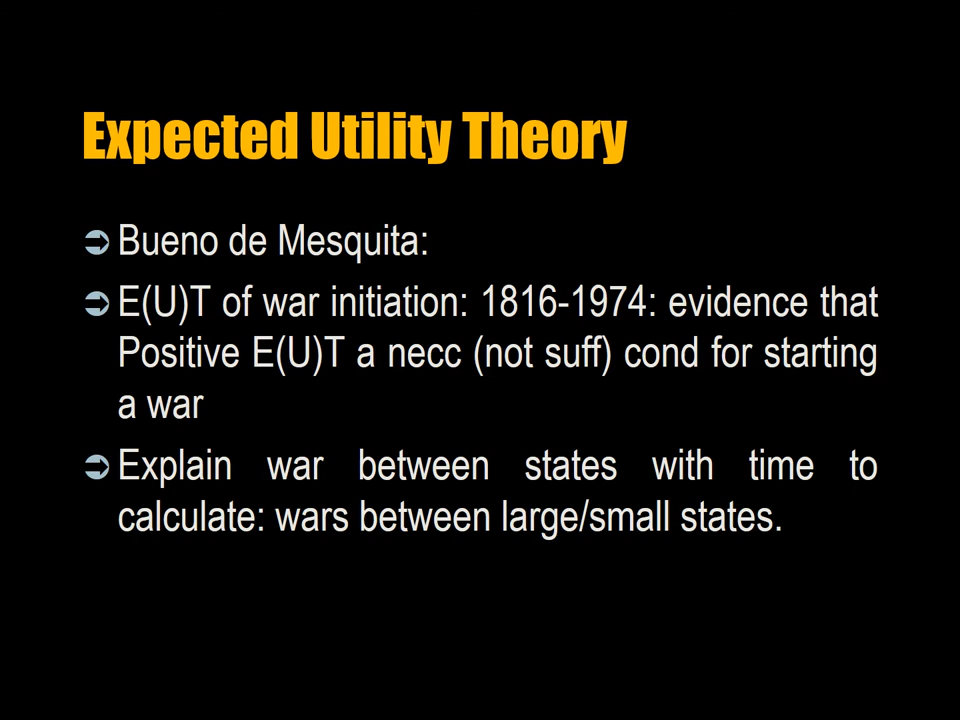 Expected Utility Theory
➲ Bueno de Mesquita:
➲ E(U)T of war initiation: 1816-1974: evidence that
Positive E(U)T a necc (not suff) cond for starting
a war
➲ Explain war between states with time to
calculate: wars between large/small states.